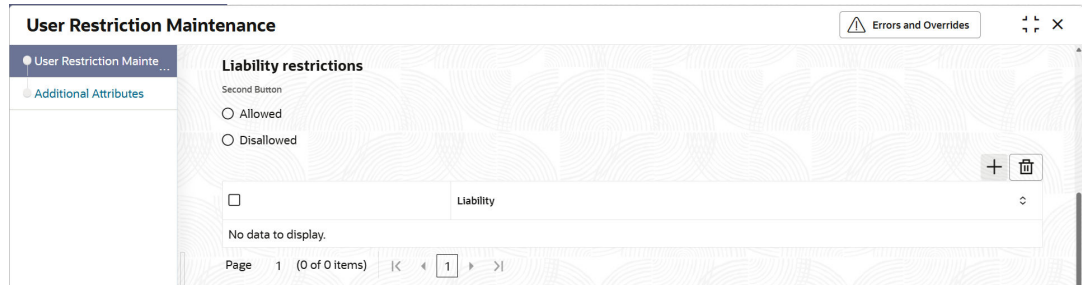 User Restriction Maintenance
Errors and Overrides
User Restriction Mainte...
Additional Attributes
Liability restrictions
Second Button
Allowed
Disallowed
Liability
No data to display.
Page 1 (0 of 0 items) 1